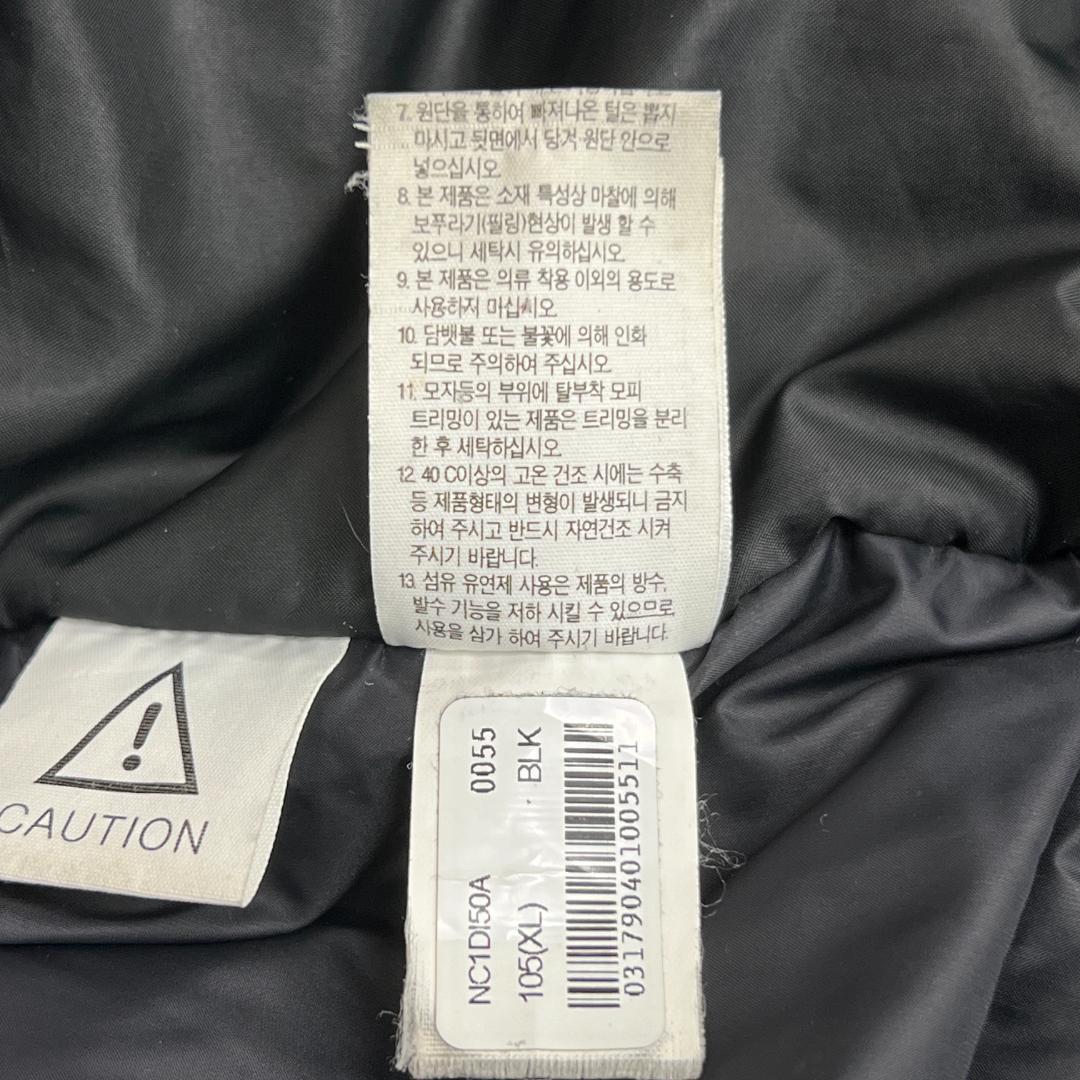 7. 원단을 통하여 빠져나온 털은 뽑지
마시고 뒷면에서 당겨 원단 안으로
넣으십시오.
8. 본 제품은 소재 특성상 마찰에 의해
보푸라기(필링)현상이 발생 할 수
있으니 세탁시 유의하십시오.
9. 본 제품은 의류 착용 이외의 용도로
사용하지 마십시오.
10. 담뱃불 또는 불꽃에 의해 인화
되므로 주의하여 주십시오.
11. 모자등의 부위에 탈부착 모피
트리밍이 있는 제품은 트리밍을 분리
한 후 세탁하십시오.
12. 40 C이상의 고온 건조 시에는 수축
등 제품형태의 변형이 발생되니 금지
하여 주시고 반드시 자연건조 시켜
주시기 바랍니다.
13. 섬유 유연제 사용은 제품의 방수,
발수 기능을 저하 시킬 수 있으므로
사용을 삼가 하여 주시기 바랍니다.
CAUTION
NC1DI50A 0055
105(XL) BLK
031790401005511